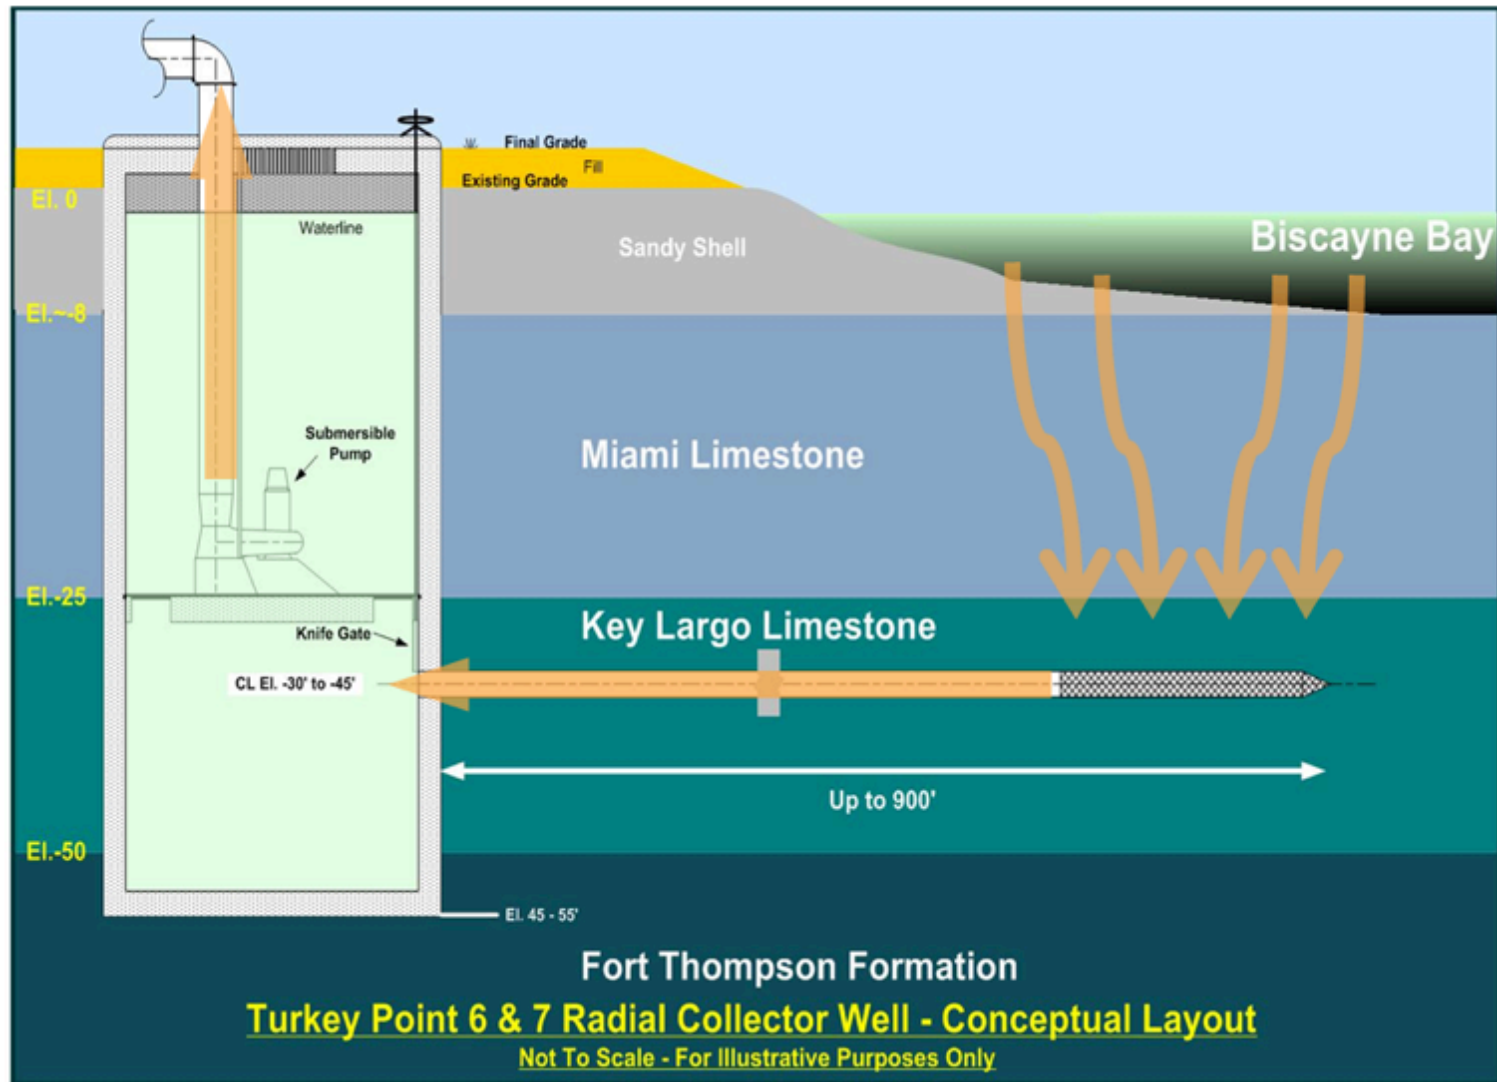 Final Grade
Fill
Existing Grade
El. 0
Waterline
Sandy Shell
Biscayne Bay
El.~-8
Submersible
Pump
Miami Limestone
El.-25
Key Largo Limestone
Knife Gate
CL El. -30' to -45'
Up to 900'
El.-50
El. 45 - 55'
Fort Thompson Formation
Turkey Point 6 & 7 Radial Collector Well - Conceptual Layout
Not To Scale - For Illustrative Purposes Only